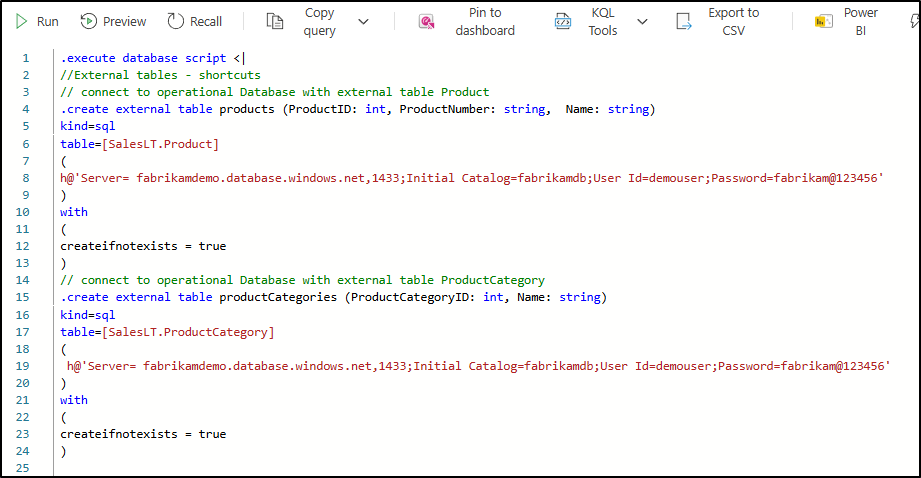 Run Preview Recall Copy query Pin to dashboard KQL Tools Export to CSV Power BI
1 .execute database script <|
2 //External tables - shortcuts
3 // connect to operational Database with external table Product
4 .create external table products (ProductID: int, ProductNumber: string,  Name: string)
5 kind=sql
6 table=[SalesLT.Product]
7 (
8 h@'Server= fabrikamdemo.database.windows.net,1433;Initial Catalog=fabrikamdb;User Id=demouser;Password=fabrikam@123456'
9 )
10 with
11 (
12 createifnotexists = true
13 )
14 // connect to operational Database with external table ProductCategory
15 .create external table productCategories (ProductCategoryID: int, Name: string)
16 kind=sql
17 table=[SalesLT.ProductCategory]
18 (
19  h@'Server= fabrikamdemo.database.windows.net,1433;Initial Catalog=fabrikamdb;User Id=demouser;Password=fabrikam@123456'
20 )
21 with
22 (
23 createifnotexists = true
24 )
25